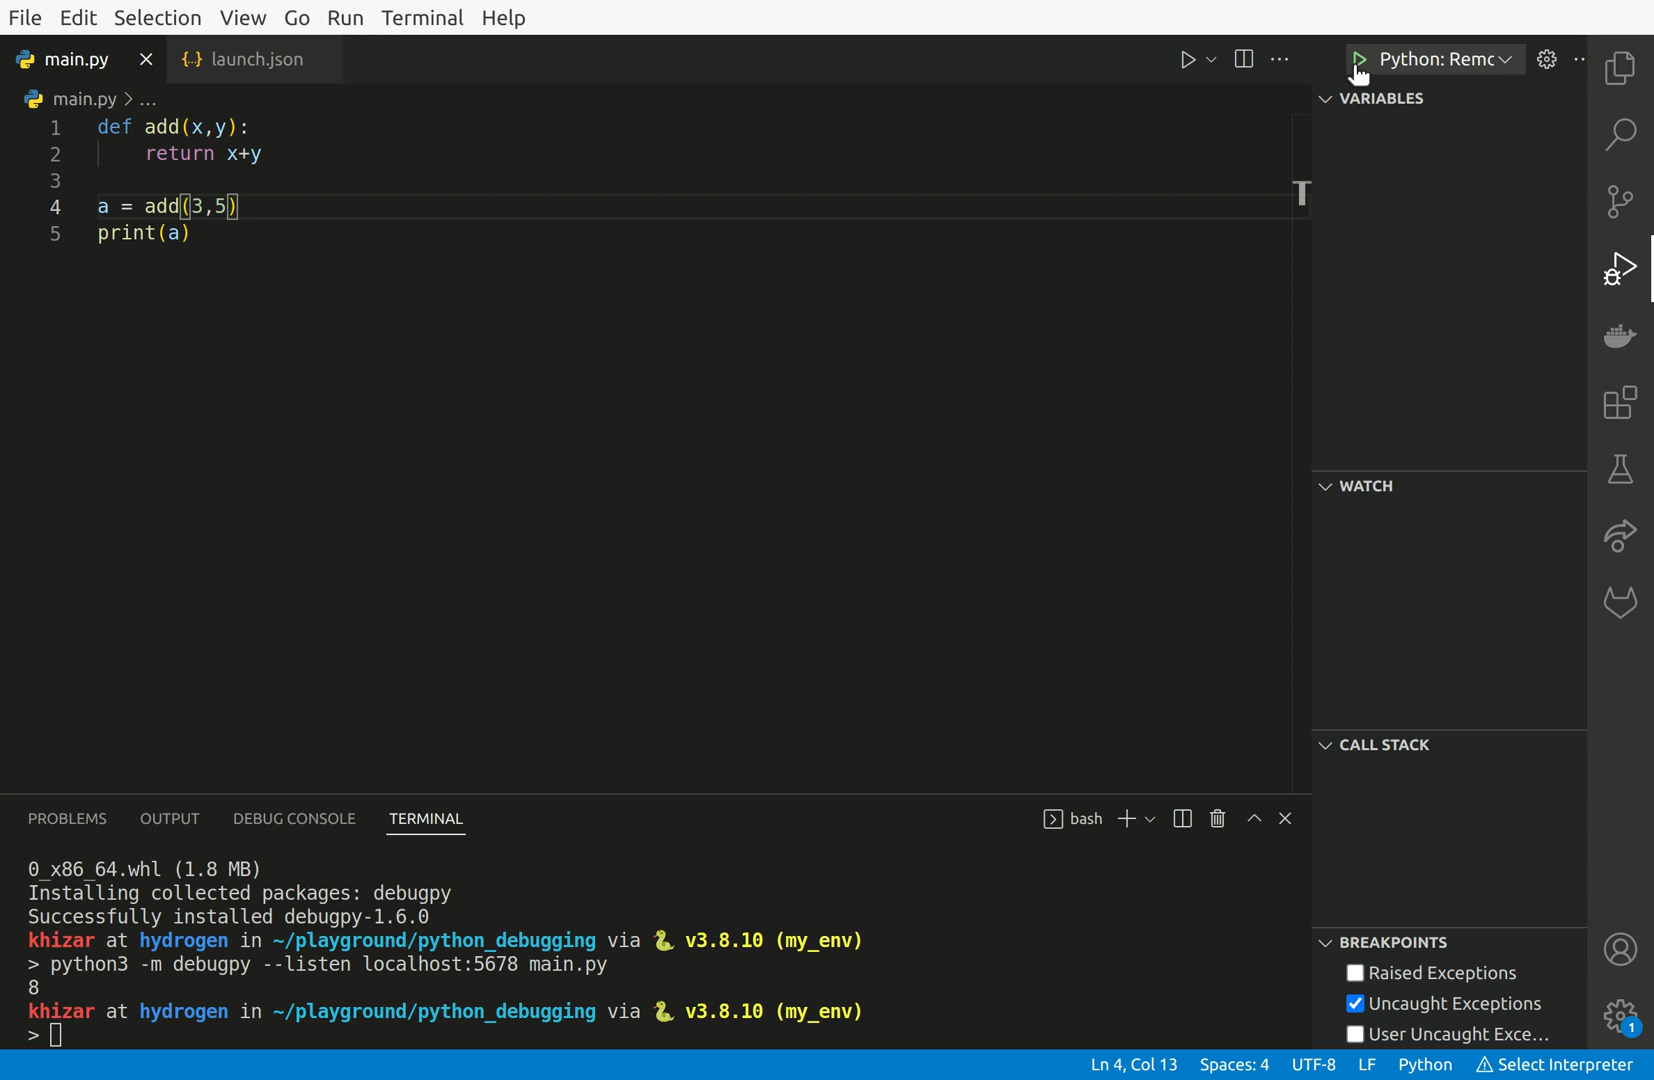 File Edit Selection View Go Run Terminal Help
main.py
launch.json
Python: Remc
main.py > ...
VARIABLES
1 def add(x,y):
2     return x+y
3
4 a = add(3,5)
5 print(a)
WATCH
CALL STACK
PROBLEMS OUTPUT DEBUG CONSOLE TERMINAL
bash
0_x86_64.whl (1.8 MB)
Installing collected packages: debugpy
Successfully installed debugpy-1.6.0
khizar at hydrogen in ~/playground/python_debugging via 🐍 v3.8.10 (my_env)
> python3 -m debugpy --listen localhost:5678 main.py
8
khizar at hydrogen in ~/playground/python_debugging via 🐍 v3.8.10 (my_env)
>
BREAKPOINTS
Raised Exceptions
Uncaught Exceptions
User Uncaught Exce...
1
Ln 4, Col 13 Spaces: 4 UTF-8 LF Python Select Interpreter